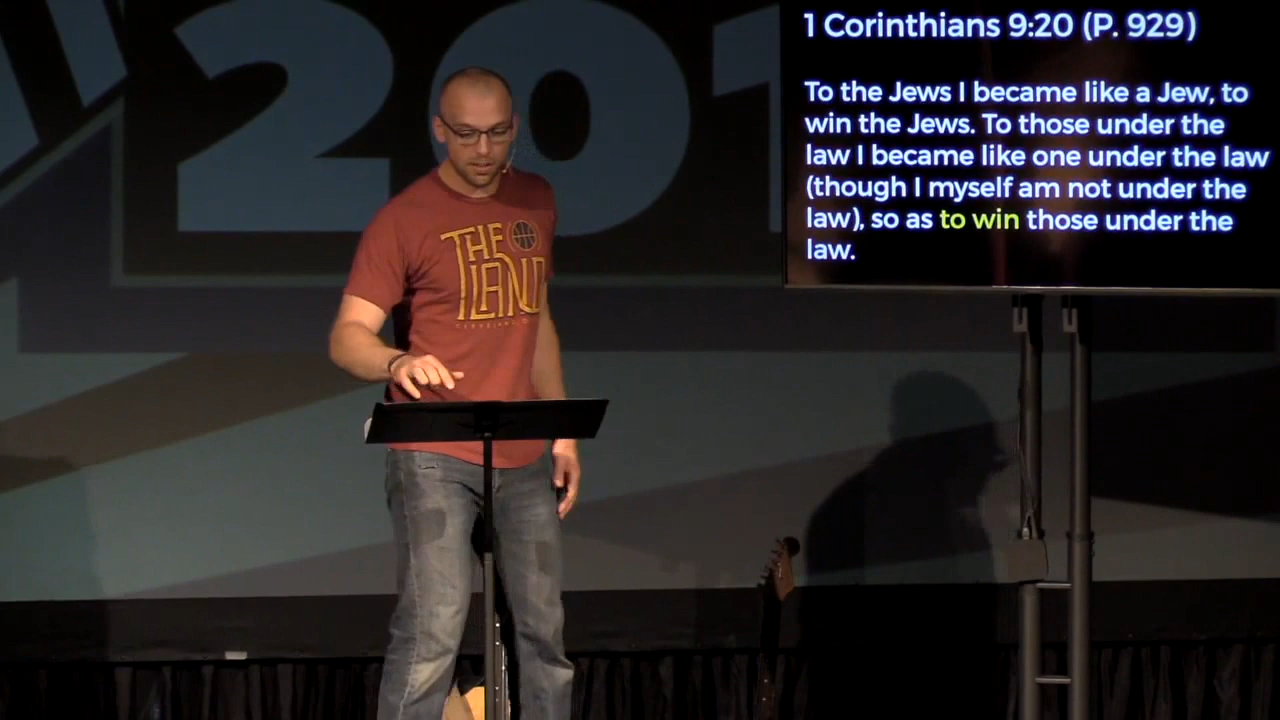 201
1 Corinthians 9:20 (P. 929)
To the Jews I became like a Jew, to
win the Jews. To those under the
law I became like one under the law
(though I myself am not under the
law), so as to win those under the
law.
THE
LAND